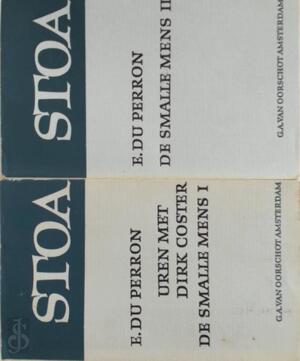 STOA
E. DU PERRON
DE SMALLE MENS II
G.A. VAN OORSCHOT AMSTERDAM
STOA
E. DU PERRON
UREN MET
DIRK COSTER
DE SMALLE MENS I
G.A. VAN OORSCHOT AMSTERDAM